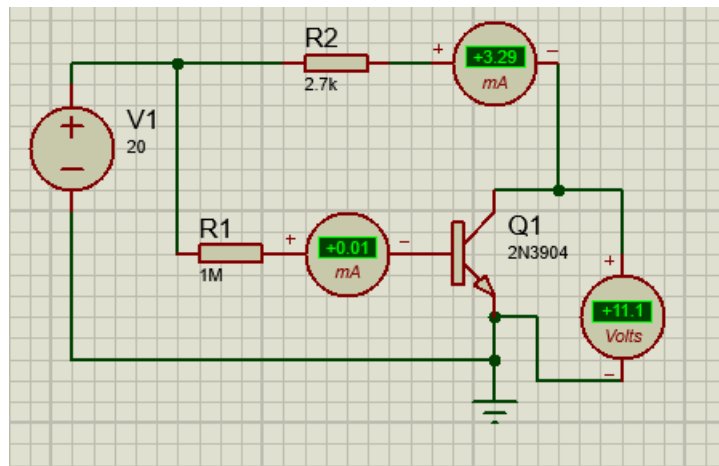 R2
2.7k
+
+3.29
mA
−
V1
20
+
−
R1
1M
+
+0.01
mA
−
Q1
2N3904
+
+11.1
Volts
−